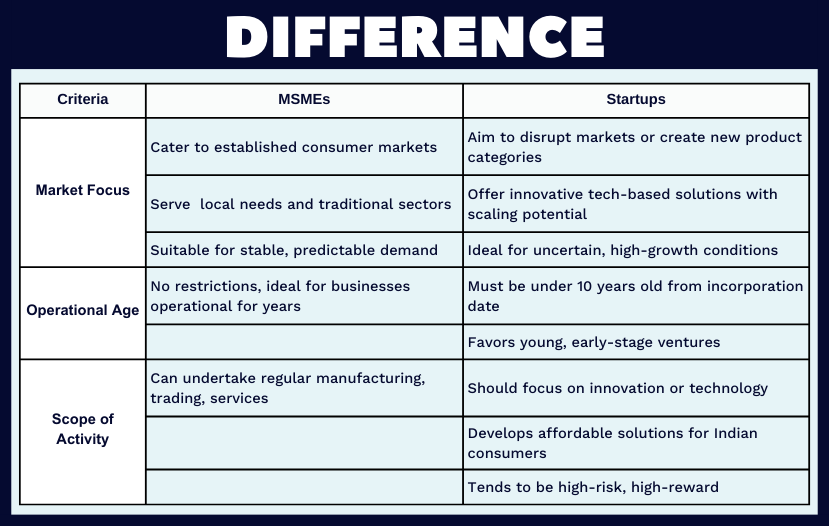 DIFFERENCE
Criteria
MSMEs
Startups
Market Focus
Cater to established consumer markets
Aim to disrupt markets or create new product
categories
Serve  local needs and traditional sectors
Offer innovative tech-based solutions with
scaling potential
Suitable for stable, predictable demand
Ideal for uncertain, high-growth conditions
Operational Age
No restrictions, ideal for businesses
operational for years
Must be under 10 years old from incorporation
date
Favors young, early-stage ventures
Scope of
Activity
Can undertake regular manufacturing,
trading, services
Should focus on innovation or technology
Develops affordable solutions for Indian
consumers
Tends to be high-risk, high-reward